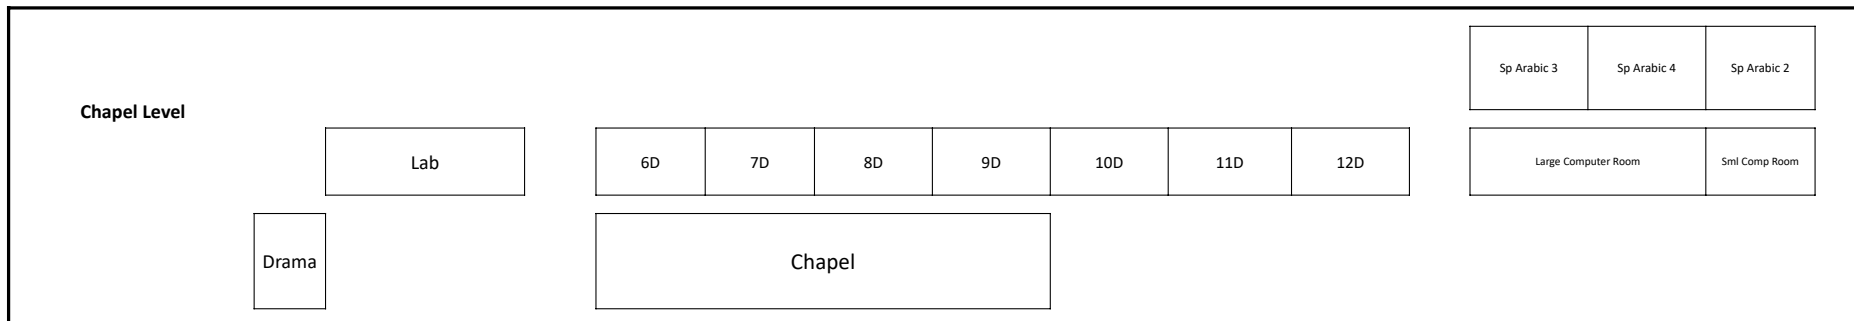 Sp Arabic 3
Sp Arabic 4
Sp Arabic 2
Chapel Level
Lab
6D
7D
8D
9D
10D
11D
12D
Large Computer Room
Sml Comp Room
Drama
Chapel